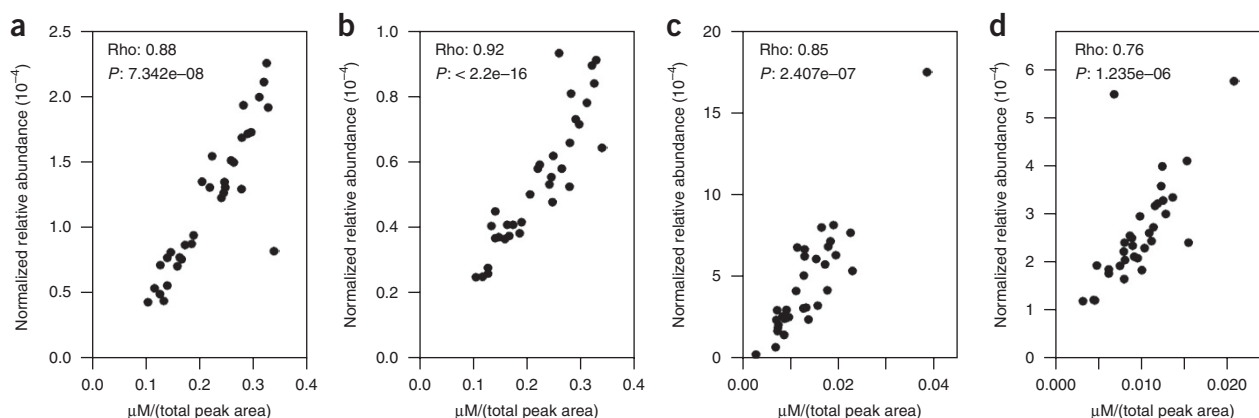 a
Rho: 0.88
P: 7.342e–08
Normalized relative abundance (10⁻⁴)
2.5
2.0
1.5
1.0
0.5
0.0
0.0 0.1 0.2 0.3 0.4
μM/(total peak area)
b
Rho: 0.92
P: < 2.2e–16
Normalized relative abundance (10⁻⁴)
1.0
0.8
0.6
0.4
0.2
0.0
0.0 0.1 0.2 0.3 0.4
μM/(total peak area)
c
Rho: 0.85
P: 2.407e–07
Normalized relative abundance (10⁻⁴)
20
15
10
5
0
0.00 0.02 0.04
μM/(total peak area)
d
Rho: 0.76
P: 1.235e–06
Normalized relative abundance (10⁻⁴)
6
5
4
3
2
1
0
0.000 0.010 0.020
μM/(total peak area)